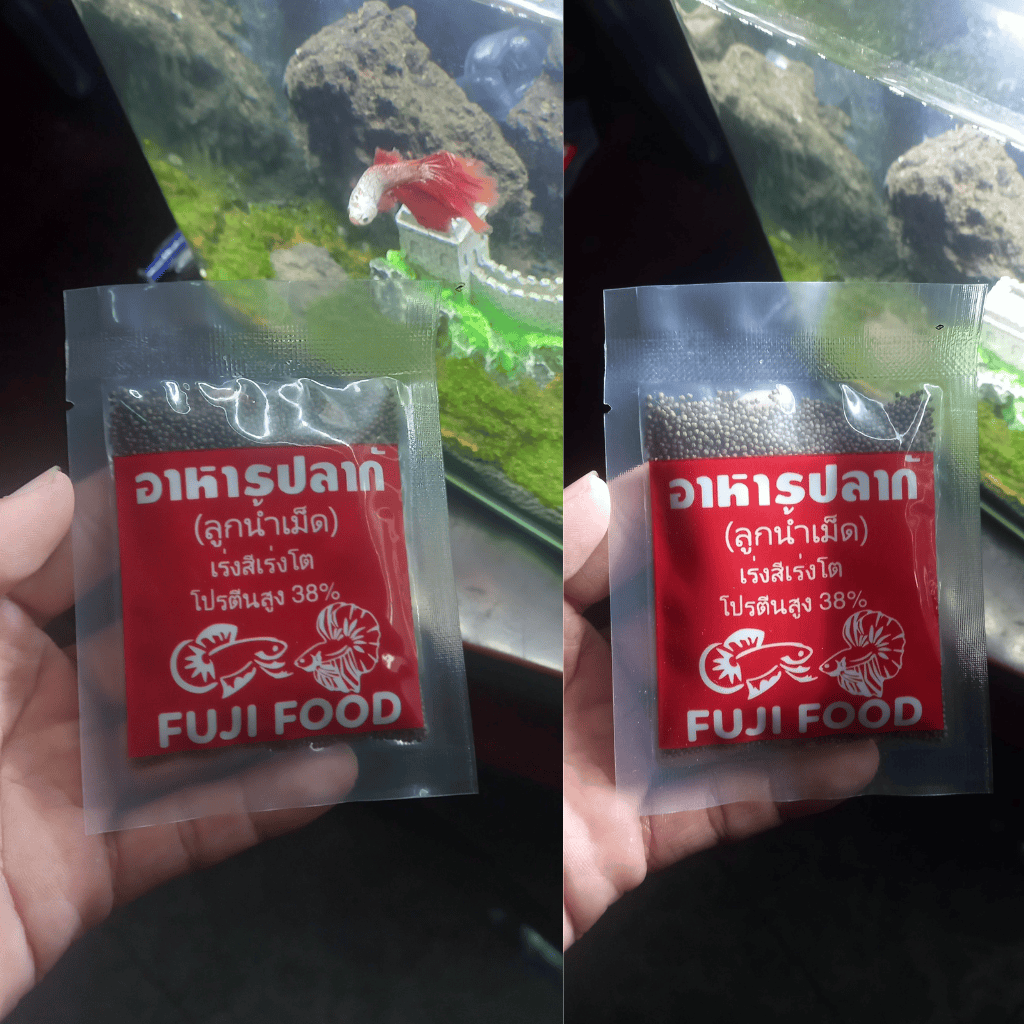 อาหารปลากั
(ลูกน้ำเม็ด)
เร่งสีเร่งโต
โปรตีนสูง 38%
FUJI FOOD
อาหารปลากั
(ลูกน้ำเม็ด)
เร่งสีเร่งโต
โปรตีนสูง 38%
FUJI FOOD